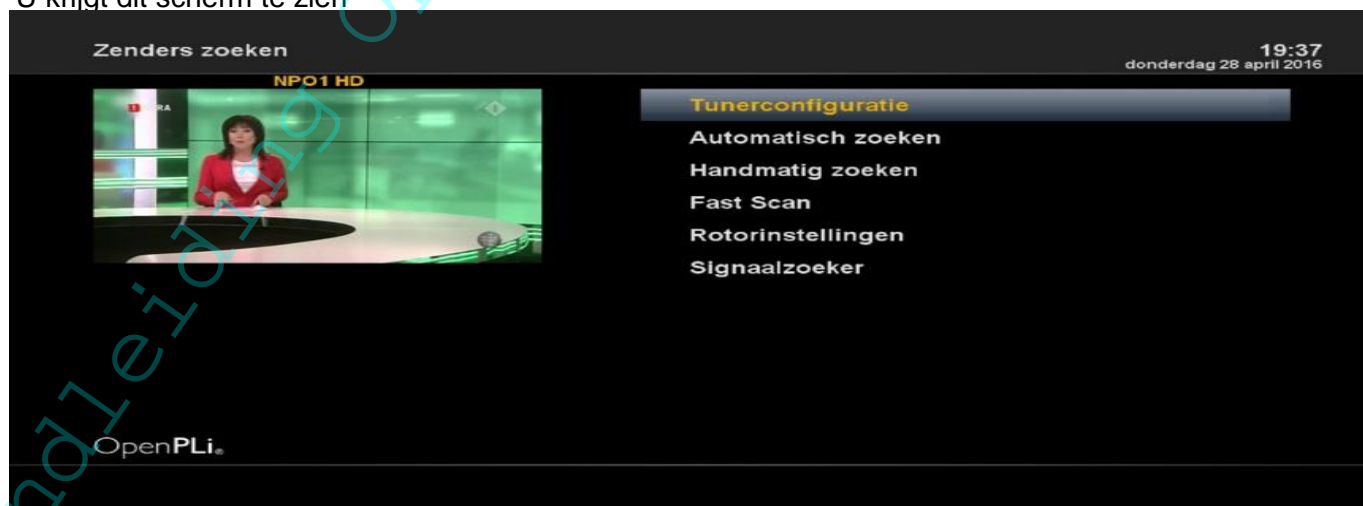 U krijgt dit scherm te zien
Zenders zoeken
19:37
donderdag 28 april 2016
NPO1 HD
Tunerconfiguratie
Automatisch zoeken
Handmatig zoeken
Fast Scan
Rotorinstellingen
Signaalzoeker
OpenPLi®